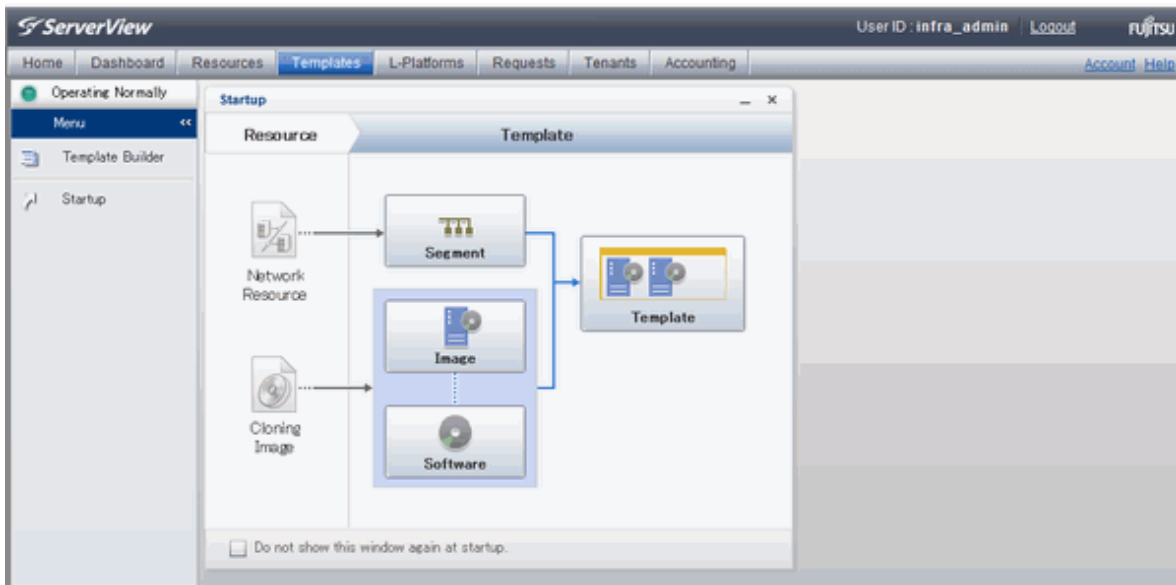 ServerView
User ID : infra_admin Logout FUJITSU
Home Dashboard Resources Templates L-Platforms Requests Tenants Accounting
Account Help
Operating Normally
Menu <<
Template Builder
Startup
Startup
Resource Template
Network
Resource
Segment
Template
Image
Cloning
Image
Software
Do not show this window again at startup.